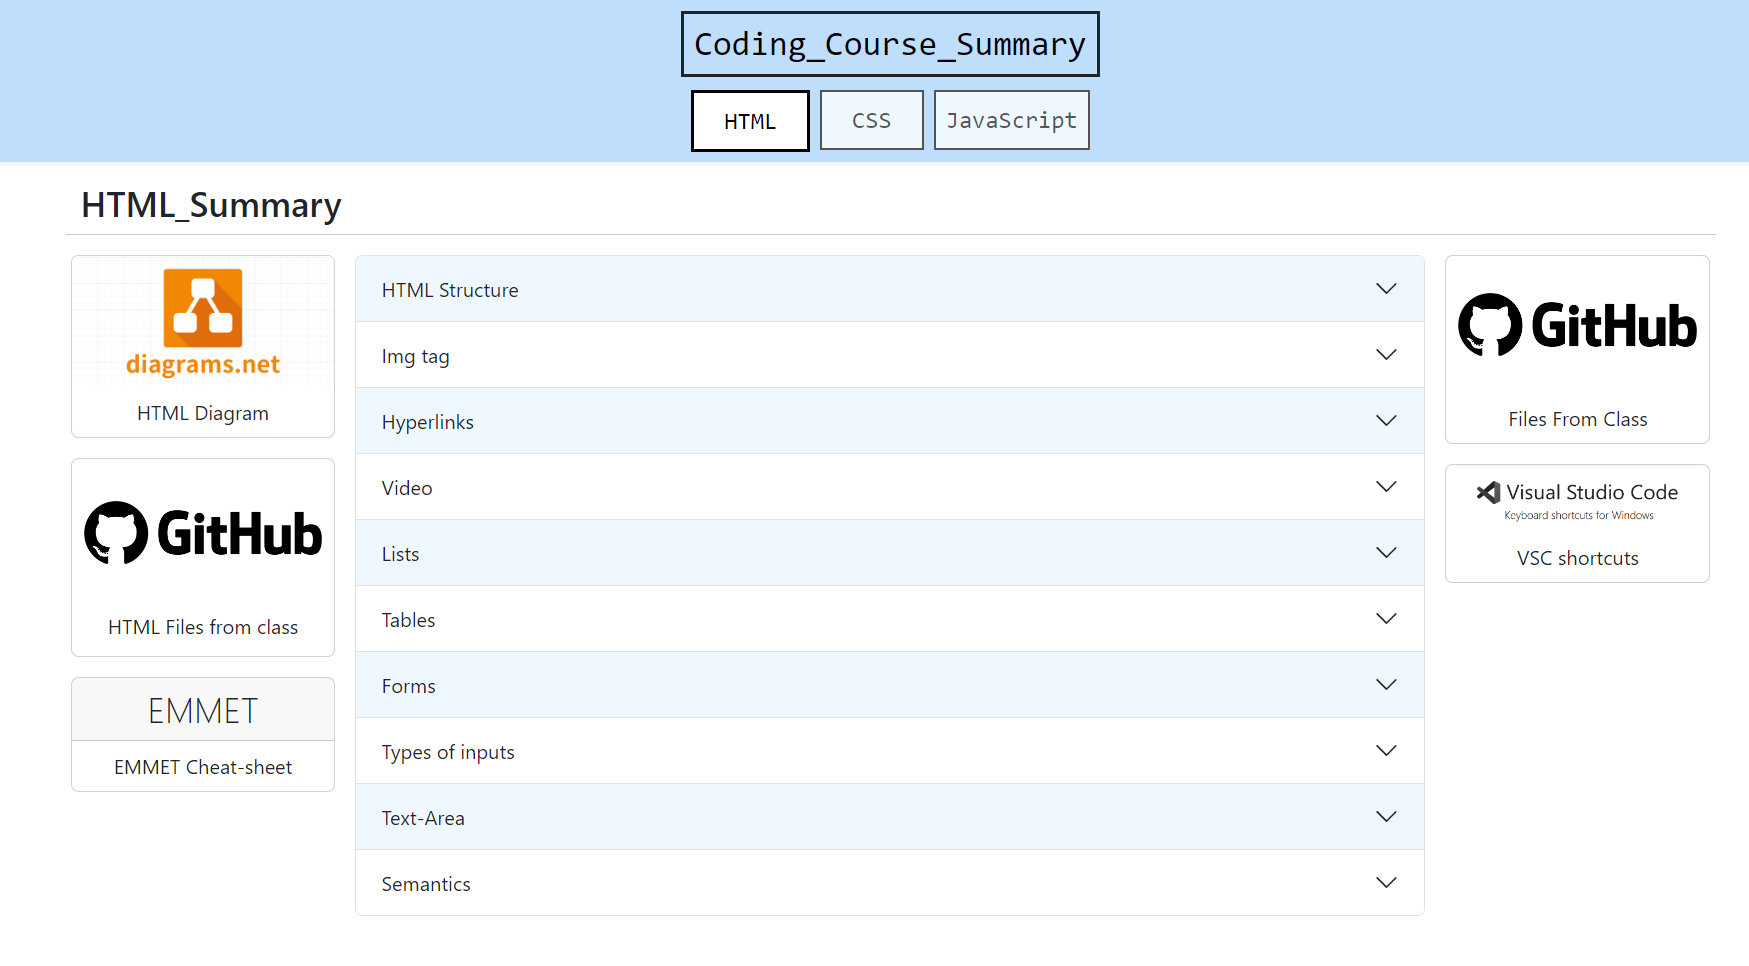 Coding_Course_Summary
HTML
CSS
JavaScript
HTML_Summary
diagrams.net
HTML Diagram
GitHub
HTML Files from class
EMMET
EMMET Cheat-sheet
HTML Structure
Img tag
Hyperlinks
Video
Lists
Tables
Forms
Types of inputs
Text-Area
Semantics
GitHub
Files From Class
Visual Studio Code
Keyboard shortcuts for Windows
VSC shortcuts